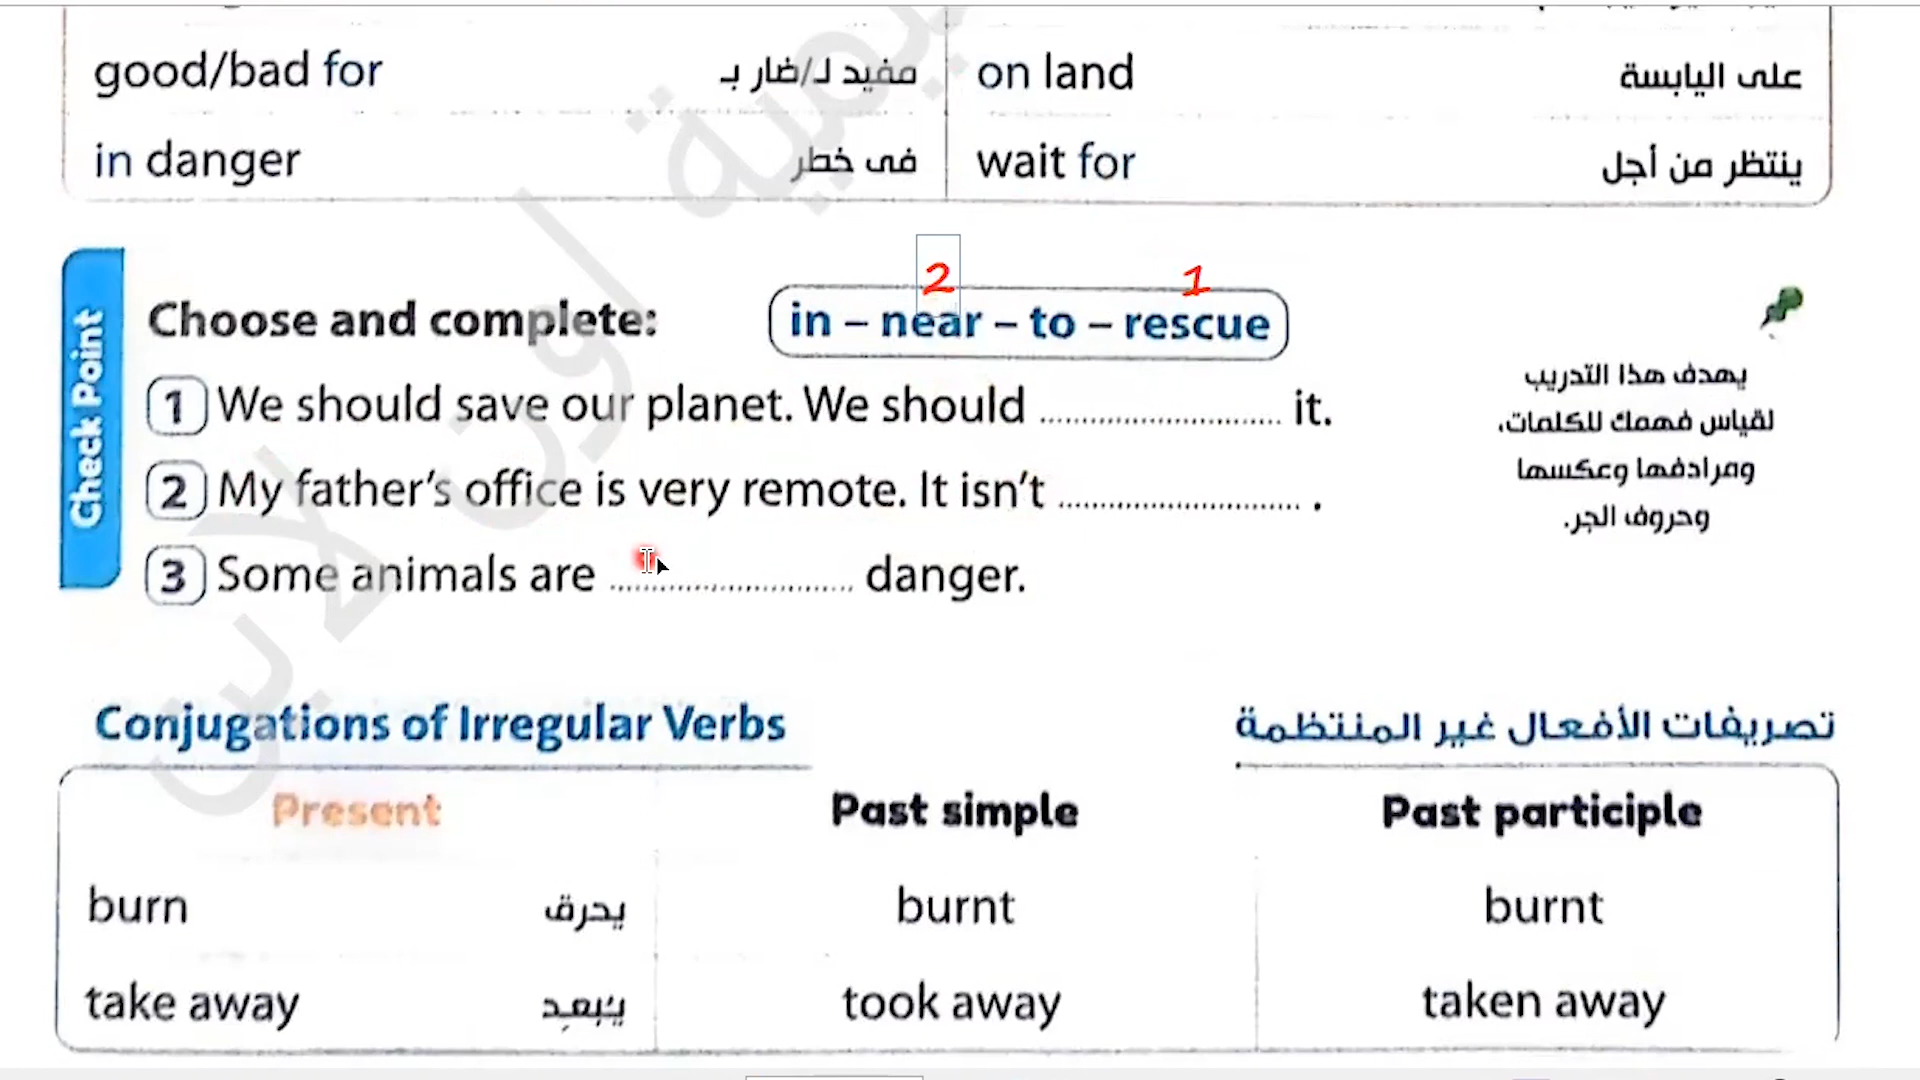 good/bad for مفيد لـ/ضار بـ on land على اليابسة
in danger فى خطر wait for ينتظر من أجل
2 1
Check Point
Choose and complete: in – near – to – rescue
1 We should save our planet. We should .......................... it.
2 My father's office is very remote. It isn't .......................... .
3 Some animals are .......................... danger.
يهدف هذا التدريب
لقياس فهمك للكلمات،
ومرادفها وعكسها
وحروف الجر.
Conjugations of Irregular Verbs تصريفات الأفعال غير المنتظمة
Present Past simple Past participle
burn يحرق burnt burnt
take away يُبعِد took away taken away